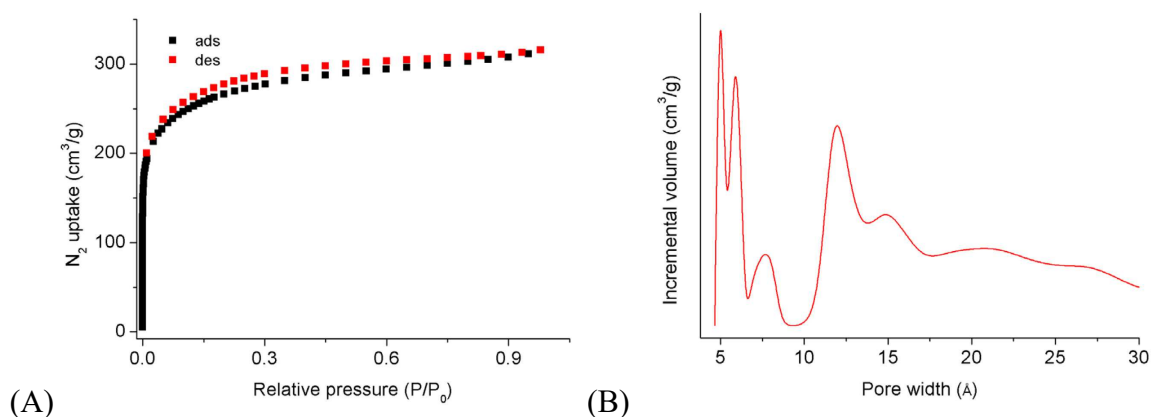 ads
des
300
200
100
0
N₂ uptake (cm³/g)
0.0 0.3 0.6 0.9
Relative pressure (P/P₀)
(A)
Incremental volume (cm³/g)
5 10 15 20 25 30
Pore width (Å)
(B)